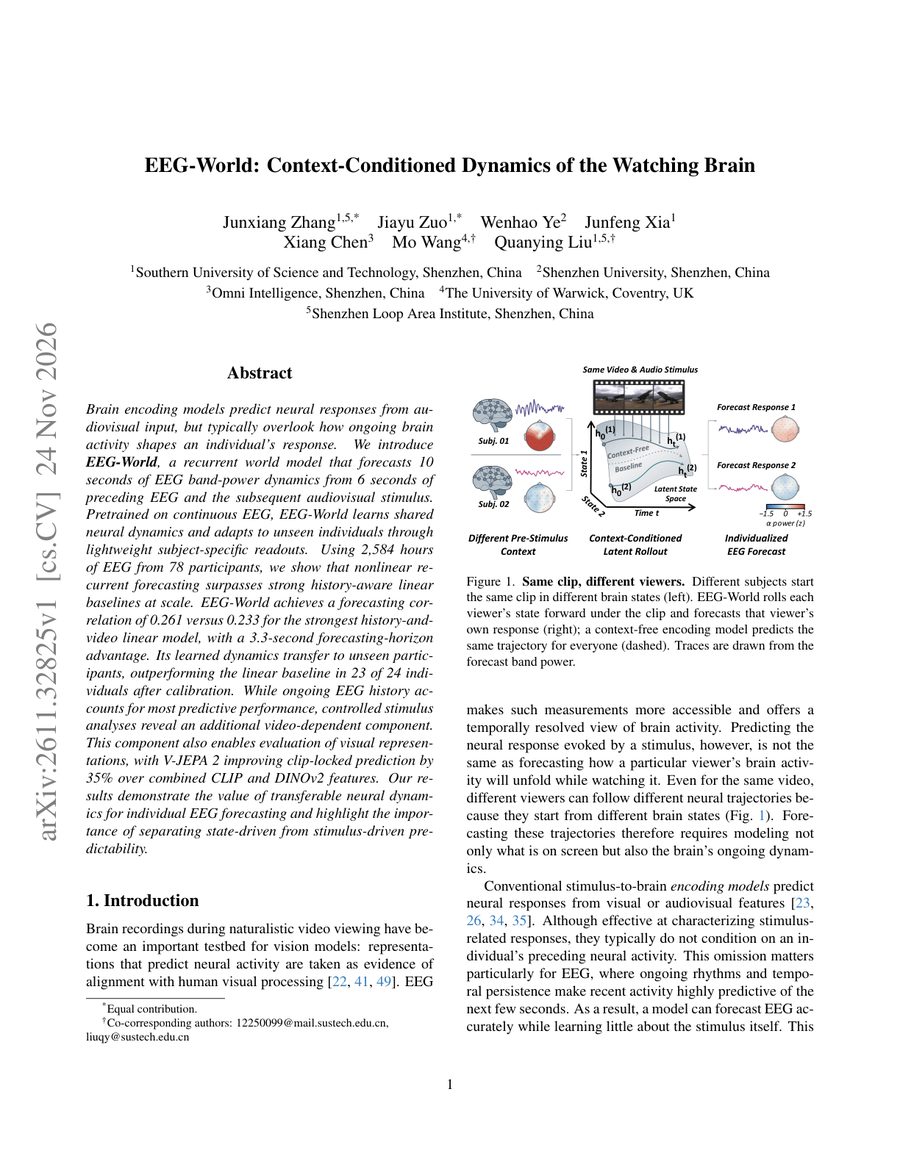 arXiv:2611.32825v1 [cs.CV] 24 Nov 2026
EEG-World: Context-Conditioned Dynamics of the Watching Brain
Junxiang Zhang1,5,* Jiayu Zuo1,* Wenhao Ye2 Junfeng Xia1
Xiang Chen3 Mo Wang4,† Quanying Liu1,5,†
1Southern University of Science and Technology, Shenzhen, China 2Shenzhen University, Shenzhen, China
3Omni Intelligence, Shenzhen, China 4The University of Warwick, Coventry, UK
5Shenzhen Loop Area Institute, Shenzhen, China
Abstract
Brain encoding models predict neural responses from au-
diovisual input, but typically overlook how ongoing brain
activity shapes an individual's response. We introduce
EEG-World, a recurrent world model that forecasts 10
seconds of EEG band-power dynamics from 6 seconds of
preceding EEG and the subsequent audiovisual stimulus.
Pretrained on continuous EEG, EEG-World learns shared
neural dynamics and adapts to unseen individuals through
lightweight subject-specific readouts. Using 2,584 hours
of EEG from 78 participants, we show that nonlinear re-
current forecasting surpasses strong history-aware linear
baselines at scale. EEG-World achieves a forecasting cor-
relation of 0.261 versus 0.233 for the strongest history-and-
video linear model, with a 3.3-second forecasting-horizon
advantage. Its learned dynamics transfer to unseen partic-
ipants, outperforming the linear baseline in 23 of 24 indi-
viduals after calibration. While ongoing EEG history ac-
counts for most predictive performance, controlled stimulus
analyses reveal an additional video-dependent component.
This component also enables evaluation of visual represen-
tations, with V-JEPA 2 improving clip-locked prediction by
35% over combined CLIP and DINOv2 features. Our re-
sults demonstrate the value of transferable neural dynam-
ics for individual EEG forecasting and highlight the impor-
tance of separating state-driven from stimulus-driven pre-
dictability.
1. Introduction
Brain recordings during naturalistic video viewing have be-
come an important testbed for vision models: representa-
tions that predict neural activity are taken as evidence of
alignment with human visual processing [22, 41, 49]. EEG
*Equal contribution.
†Co-corresponding authors: 12250099@mail.sustech.edu.cn,
liuqy@sustech.edu.cn
Same Video & Audio Stimulus
Subj. 01
Subj. 02
State 1
State 2
h0(1)
ht(1)
Context-Free
Baseline
h0(2)
ht(2)
Latent State
Space
Time t
Forecast Response 1
Forecast Response 2
−1.5 0 +1.5
α power (z)
Different Pre-Stimulus
Context
Context-Conditioned
Latent Rollout
Individualized
EEG Forecast
Figure 1. Same clip, different viewers. Different subjects start
the same clip in different brain states (left). EEG-World rolls each
viewer's state forward under the clip and forecasts that viewer's
own response (right); a context-free encoding model predicts the
same trajectory for everyone (dashed). Traces are drawn from the
forecast band power.
makes such measurements more accessible and offers a
temporally resolved view of brain activity. Predicting the
neural response evoked by a stimulus, however, is not the
same as forecasting how a particular viewer's brain activ-
ity will unfold while watching it. Even for the same video,
different viewers can follow different neural trajectories be-
cause they start from different brain states (Fig. 1). Fore-
casting these trajectories therefore requires modeling not
only what is on screen but also the brain's ongoing dynam-
ics.
Conventional stimulus-to-brain encoding models predict
neural responses from visual or audiovisual features [23,
26, 34, 35]. Although effective at characterizing stimulus-
related responses, they typically do not condition on an in-
dividual's preceding neural activity. This omission matters
particularly for EEG, where ongoing rhythms and tempo-
ral persistence make recent activity highly predictive of the
next few seconds. As a result, a model can forecast EEG ac-
curately while learning little about the stimulus itself. This
1